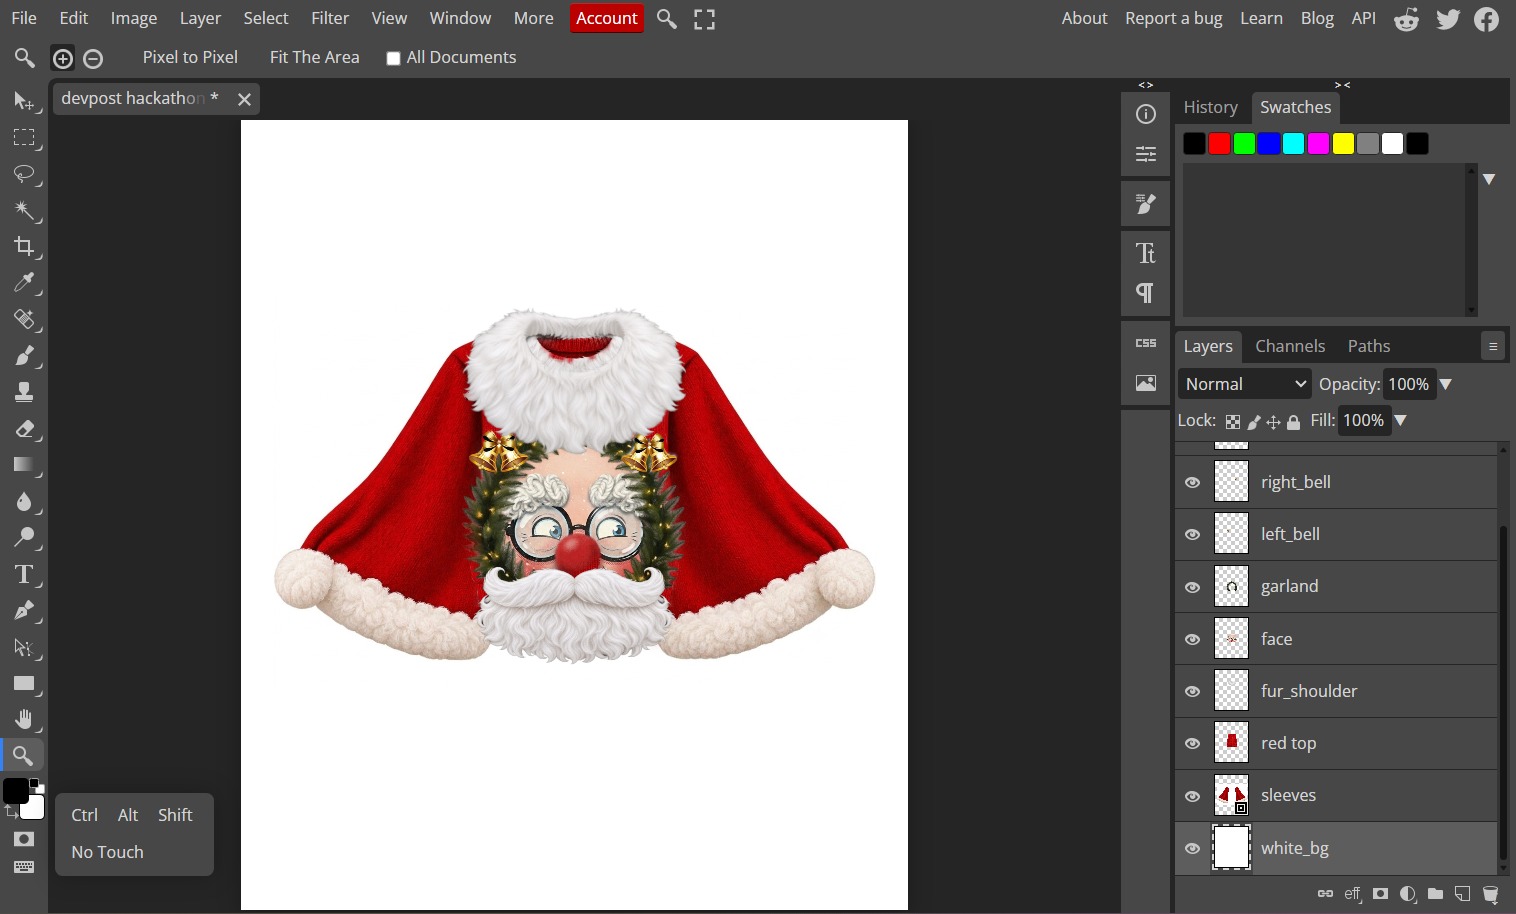 File Edit Image Layer Select Filter View Window More Account About Report a bug Learn Blog API
Pixel to Pixel Fit The Area All Documents
devpost hackathon *
History Swatches
CSS
Layers Channels Paths
Normal Opacity: 100%
Lock: Fill: 100%
right_bell
left_bell
garland
face
fur_shoulder
red top
sleeves
white_bg
eff
Ctrl Alt Shift
No Touch